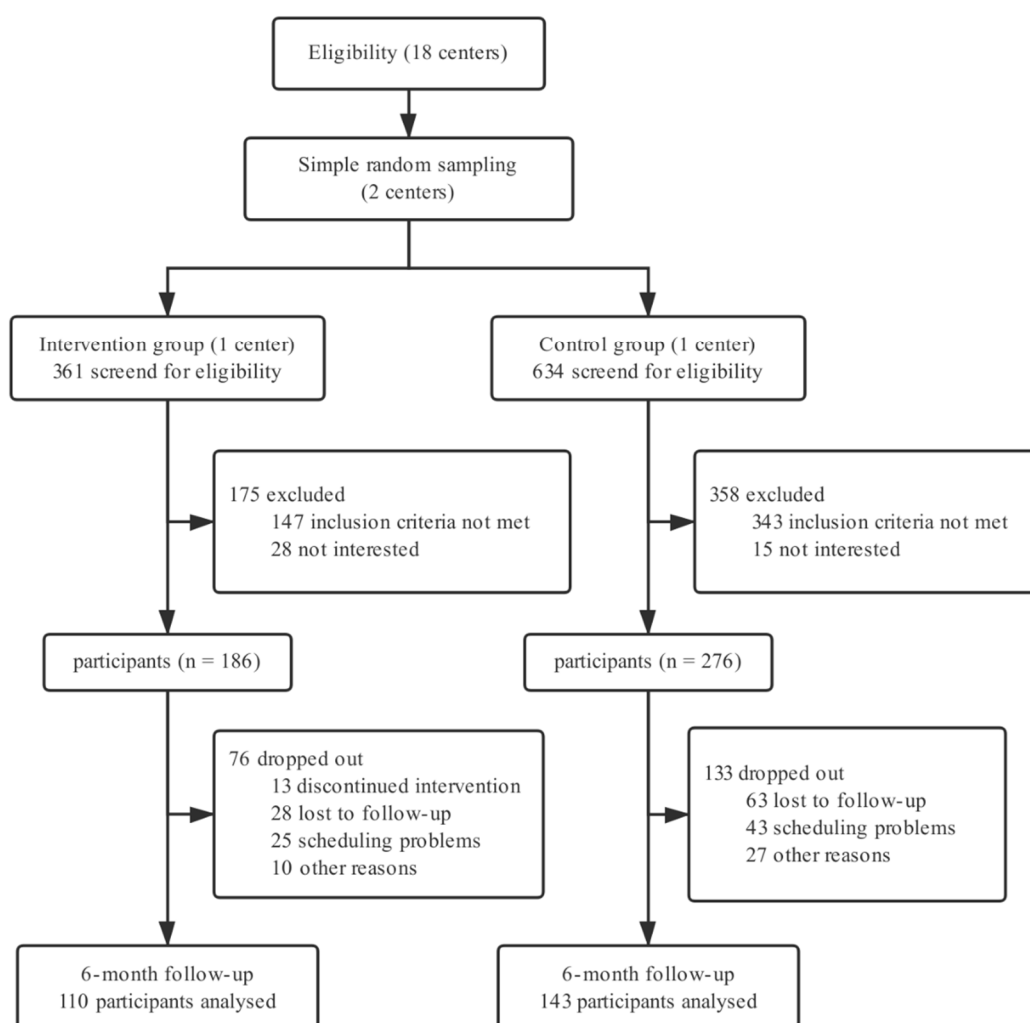 Eligibility (18 centers)
Simple random sampling
(2 centers)
Intervention group (1 center)
361 screend for eligibility
Control group (1 center)
634 screend for eligibility
175 excluded
147 inclusion criteria not met
28 not interested
358 excluded
343 inclusion criteria not met
15 not interested
participants (n = 186)
participants (n = 276)
76 dropped out
13 discontinued intervention
28 lost to follow-up
25 scheduling problems
10 other reasons
133 dropped out
63 lost to follow-up
43 scheduling problems
27 other reasons
6-month follow-up
110 participants analysed
6-month follow-up
143 participants analysed